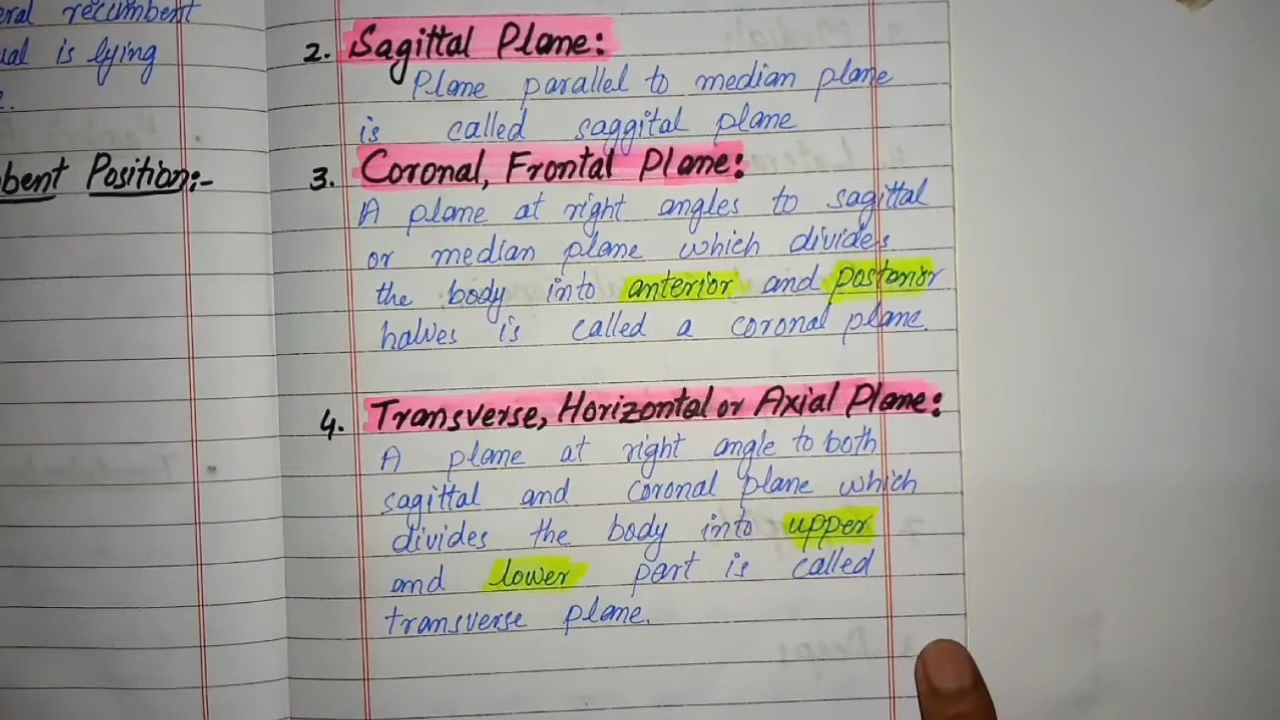 recumbent
is lying
Position:-
2. Sagittal Plane:
Plane parallel to median plane
is called saggital plane
3. Coronal, Frontal Plane:
A plane at right angles to sagittal
or median plane which divides
the body into anterior and posterior
halves is called a coronal plane.
4. Transverse, Horizontal or Axial Plane:
A plane at right angle to both
sagittal and coronal plane which
divides the body into upper
and lower part is called
transverse plane.